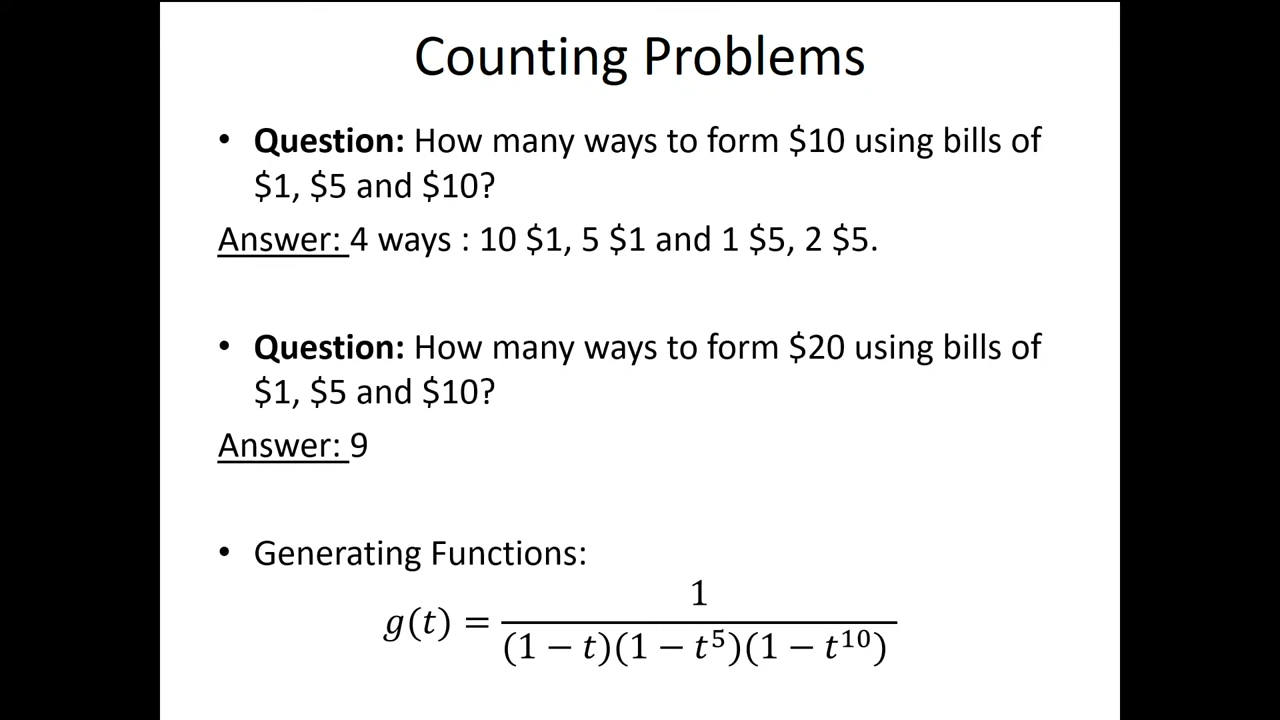 Counting Problems
• Question: How many ways to form $10 using bills of
$1, $5 and $10?
Answer: 4 ways : 10 $1, 5 $1 and 1 $5, 2 $5.
• Question: How many ways to form $20 using bills of
$1, $5 and $10?
Answer: 9
• Generating Functions:
g(t) = 1 / ((1 − t)(1 − t⁵)(1 − t¹⁰))